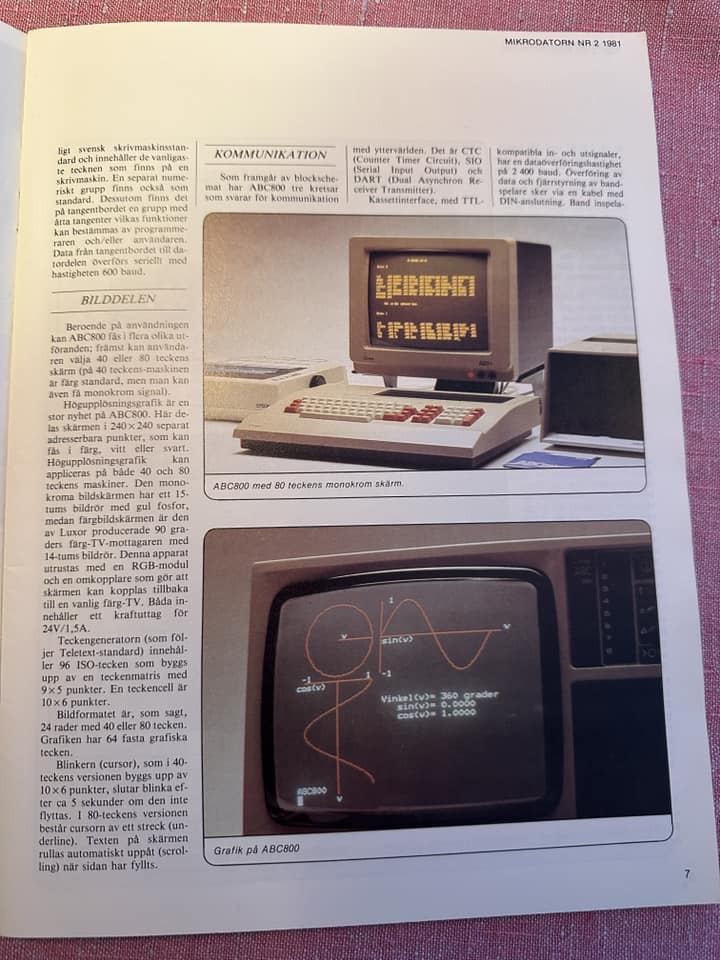 MIKRODATORN NR 2 1981
ligt svensk skrivmaskinsstan-
dard och innehåller de vanligas-
te tecknen som finns på en
skrivmaskin. En separat nume-
riskt grupp finns också som
standard. Dessutom finns det
på tangentbordet en grupp med
åtta tangenter vilkas funktioner
kan bestämmas av programme-
raren och/eller användaren.
Data från tangentbordet till da-
tordelen överförs seriellt med
hastigheten 600 baud.
BILDDELEN
Beroende på användningen
kan ABC800 fås i flera olika ut-
föranden; främst kan använda-
ren välja 40 eller 80 teckens
skärm (på 40 teckens-maskinen
är färg standard, men man kan
även få monokrom signal).
Högupplösningsgrafik är en
stor nyhet på ABC800. Här de-
las skärmen i 240×240 separat
adresserbara punkter, som kan
fås i färg, vitt eller svart.
Högupplösningsgrafik kan
appliceras på både 40 och 80
teckens maskiner. Den mono-
kroma bildskärmen har ett 15-
tums bildrör med gul fosfor,
medan färgbildskärmen är den
av Luxor producerade 90 gra-
ders färg-TV-mottagaren med
14-tums bildrör. Denna apparat
utrustas med en RGB-modul
och en omkopplare som gör att
skärmen kan kopplas tillbaka
till en vanlig färg-TV. Båda in-
nehåller ett kraftuttag för
24V/1,5A.
Teckengeneratorn (som föl-
jer Teletext-standard) innehål-
ler 96 ISO-tecken som byggs
upp av en teckenmatris med
9×5 punkter. En teckencell är
10×6 punkter.
Bildformatet är, som sagt,
24 rader med 40 eller 80 tecken.
Grafiken har 64 fasta grafiska
tecken.
Blinkern (cursor), som i 40-
teckens versionen byggs upp av
10×6 punkter, slutar blinka ef-
ter ca 5 sekunder om den inte
flyttas. I 80-teckens versionen
består cursorn av ett streck (un-
derline). Texten på skärmen
rullas automatiskt uppåt (scrol-
ling) när sidan har fyllts.
KOMMUNIKATION
Som framgår av blocksche-
mat har ABC800 tre kretsar
som svarar för kommunikation
med yttervärlden. Det är CTC
(Counter Timer Circuit), SIO
(Serial Input Output) och
DART (Dual Asynchron Re-
ceiver Transmitter).
Kassettinterface, med TTL-
kompatibla in- och utsignaler,
har en dataöverföringshastighet
på 2 400 baud. Överföring av
data och fjärrstyrning av band-
spelare sker via en kabel med
DIN-anslutning. Band inspela-
ABC800 med 80 teckens monokrom skärm.
1
v
v
sin(v)
-1
1
-1
cos(v)
Vinkel(v)= 360 grader
sin(v)= 0.0000
cos(v)= 1.0000
ABC800
v
Grafik på ABC800
7